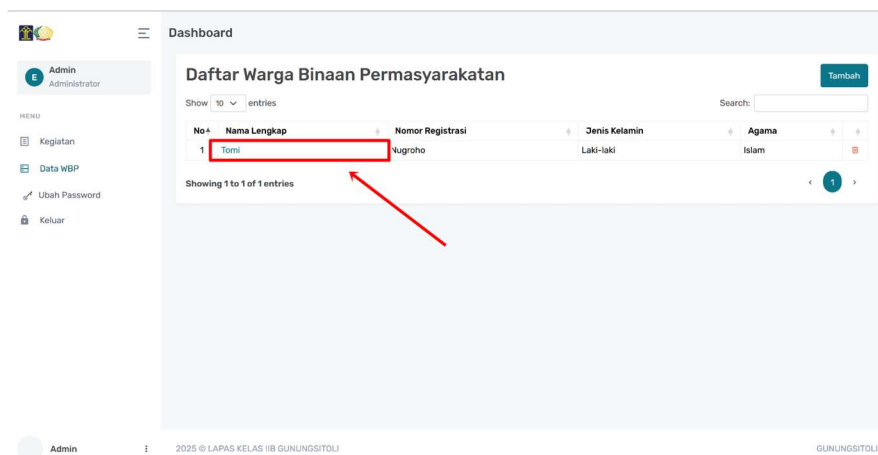 Dashboard
E
Admin
Administrator
MENU
Kegiatan
Data WBP
Ubah Password
Keluar
Daftar Warga Binaan Permasyarakatan
Tambah
Show 10 entries
Search:
No Nama Lengkap Nomor Registrasi Jenis Kelamin Agama
1 Tomi Nugroho Laki-laki Islam
Showing 1 to 1 of 1 entries
‹ 1 ›
Admin
2025 © LAPAS KELAS IIB GUNUNGSITOLI
GUNUNGSITOLI